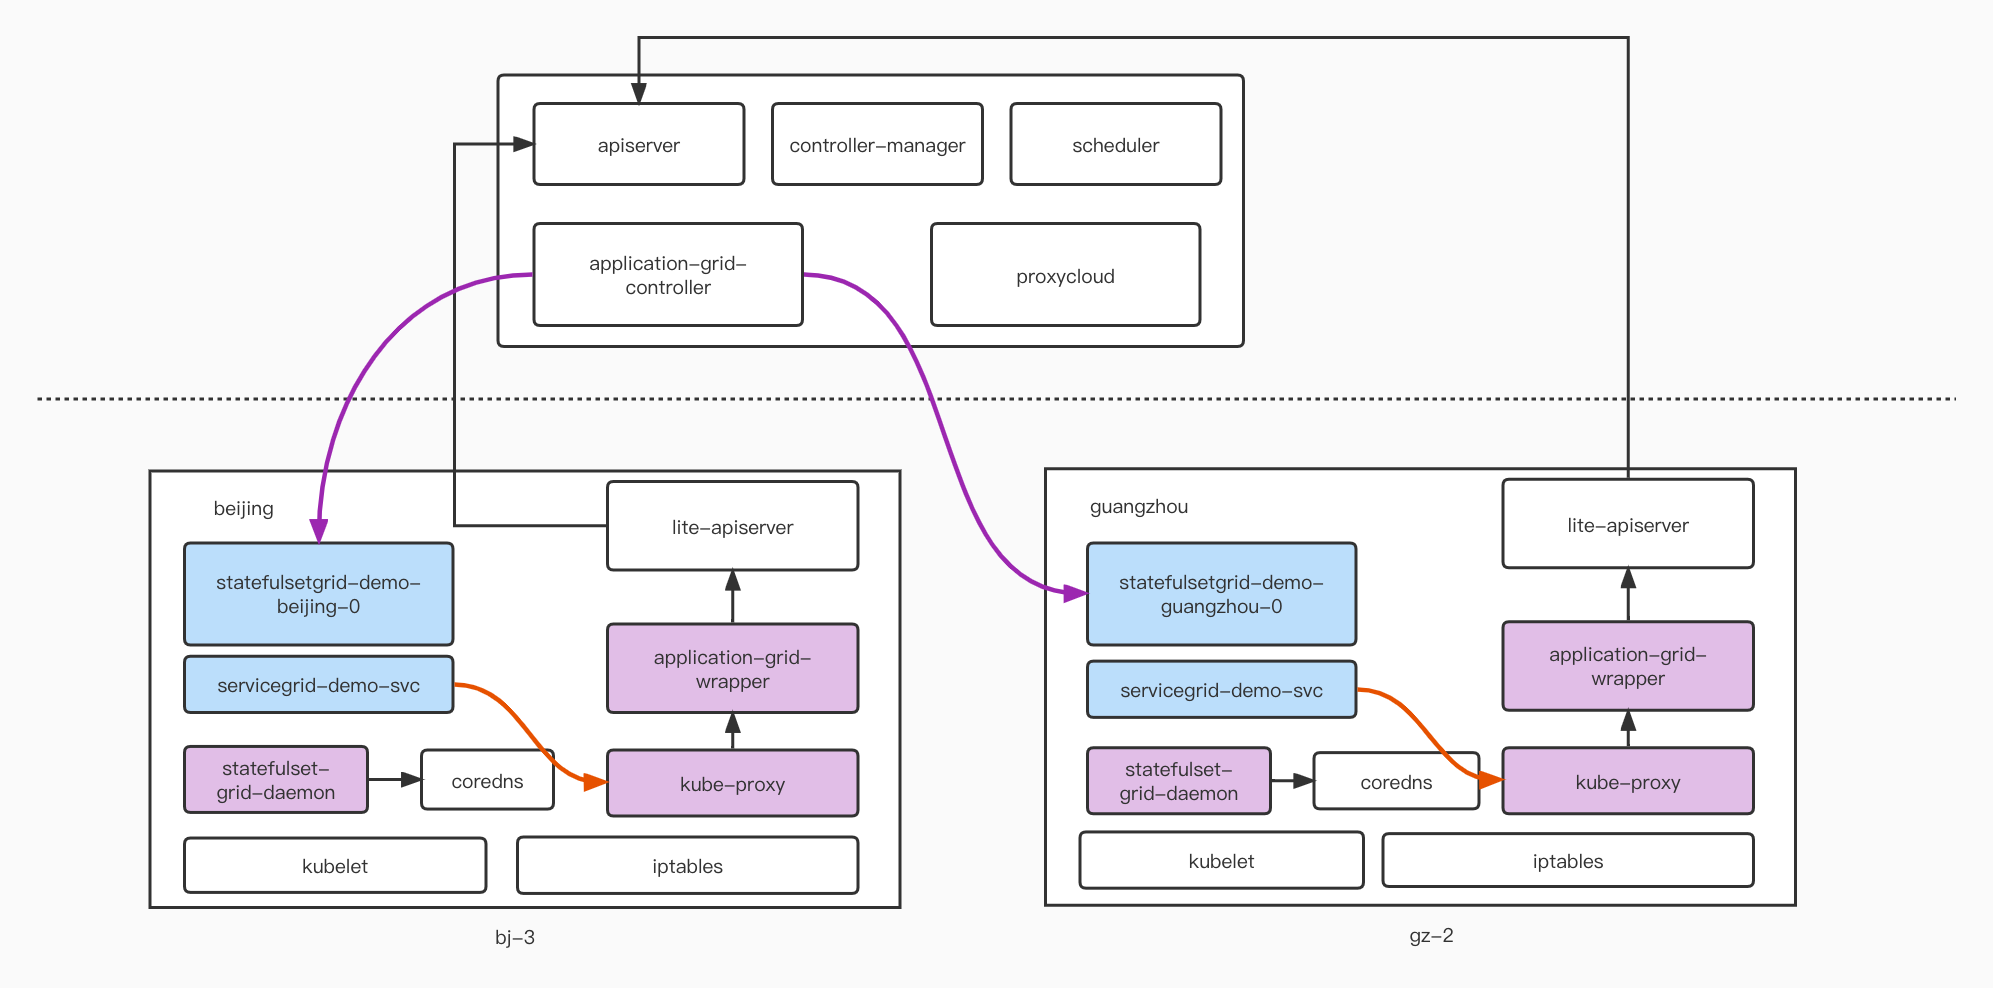 apiserver
controller-manager
scheduler
application-grid-
controller
proxycloud
beijing
lite-apiserver
statefulsetgrid-demo-
beijing-0
application-grid-
wrapper
servicegrid-demo-svc
statefulset-
grid-daemon
coredns
kube-proxy
kubelet
iptables
bj-3
guangzhou
lite-apiserver
statefulsetgrid-demo-
guangzhou-0
application-grid-
wrapper
servicegrid-demo-svc
statefulset-
grid-daemon
coredns
kube-proxy
kubelet
iptables
gz-2